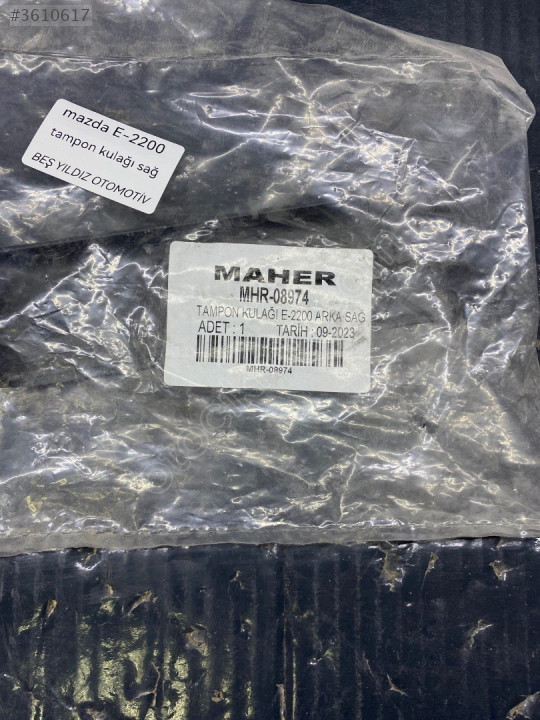 #3610617
mazda E-2200
tampon kulağı sağ
BEŞ YILDIZ OTOMOTİV
MAHER
MHR-08974
TAMPON KULAĞI E-2200 ARKA SAĞ
ADET : 1 TARİH : 09-2023
MHR-08974